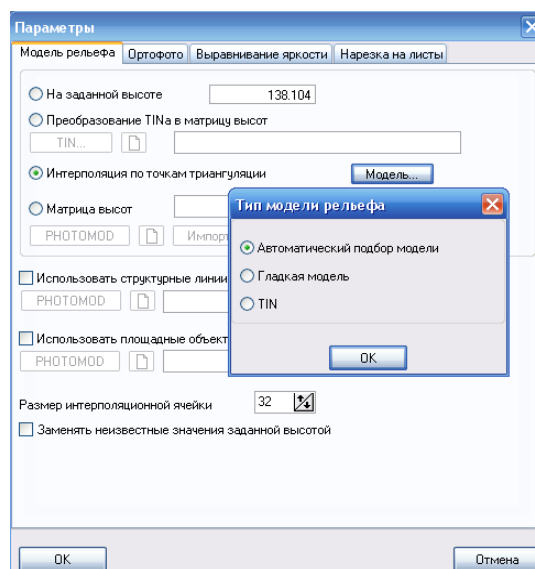 Параметры
Модель рельефа Ортофото Выравнивание яркости Нарезка на листы
На заданной высоте 138.104
Преобразование TINа в матрицу высот
TIN...
Интерполяция по точкам триангуляции Модель...
Матрица высот
PHOTOMOD Импорт
Тип модели рельефа
Автоматический подбор модели
Гладкая модель
TIN
OK
Использовать структурные линии
PHOTOMOD
Использовать площадные объект
PHOTOMOD
Размер интерполяционной ячейки 32
Заменять неизвестные значения заданной высотой
OK Отмена